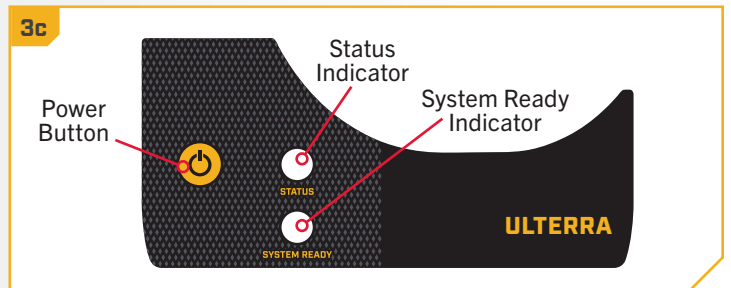 3c
Status
Indicator
System Ready
Indicator
Power
Button
STATUS
SYSTEM READY
ULTERRA